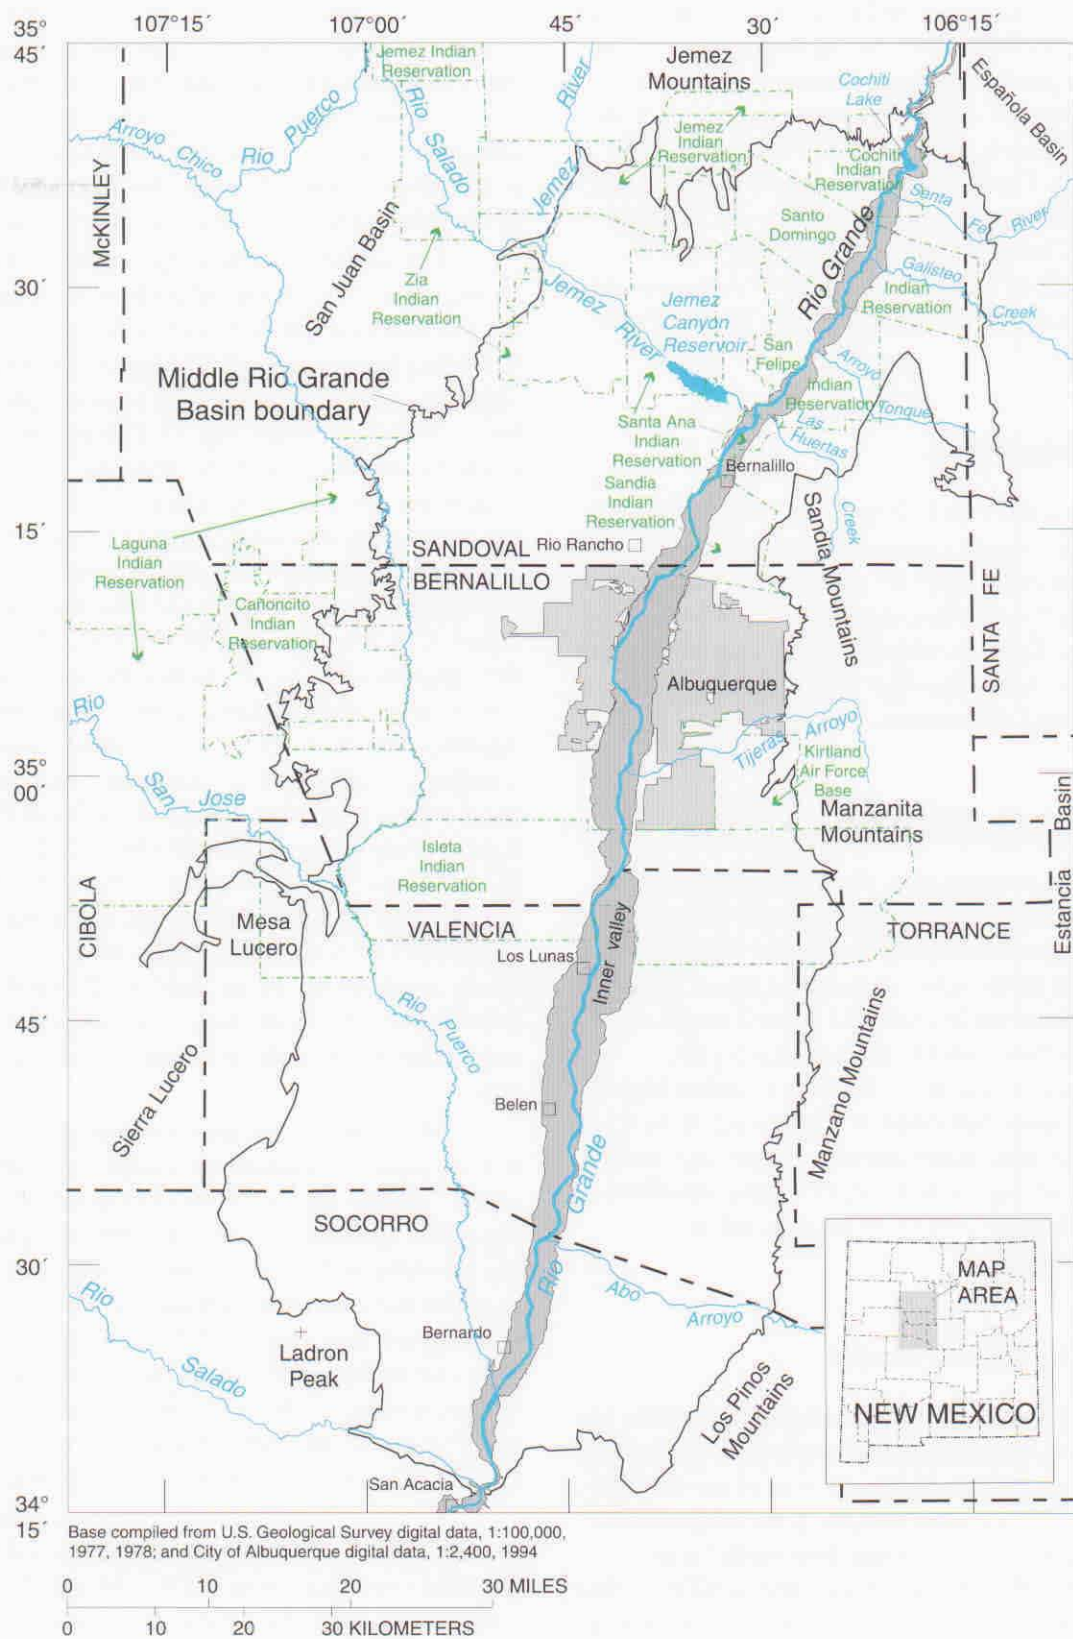 35°
45´
107°15´
107°00´
45´
30´
106°15´
Jemez Indian
Reservation
Jemez
Mountains
Cochiti
Lake
Española Basin
River
Rio
Puerco
Rio
Salado
Arroyo
Chico
Jemez
Indian
Reservation
Cochiti
Indian
Reservation
Jemez
McKINLEY
San Juan Basin
Santo
Domingo
Santa
Fe
River
Rio Grande
Zia
Indian
Reservation
Galisteo
Creek
Indian
Reservation
30´
Jemez
River
Jemez
Canyon
Reservoir
San
Felipe
Indian
Reservation
Arroyo
Tonque
Middle Rio Grande
Basin boundary
Santa Ana
Indian
Reservation
Las
Huertas
Creek
Bernalillo
Sandia
Indian
Reservation
Sandia Mountains
15´
Laguna
Indian
Reservation
SANDOVAL
Rio Rancho
BERNALILLO
SANTA FE
Cañoncito
Indian
Reservation
Albuquerque
Rio
San
Jose
Tijeras
Arroyo
Kirtland
Air Force
Base
35°
00´
Manzanita
Mountains
Estancia
Basin
Isleta
Indian
Reservation
CIBOLA
Mesa
Lucero
VALENCIA
TORRANCE
Los Lunas
Inner valley
45´
Rio
Puerco
Sierra Lucero
Belen
Manzano Mountains
Rio
Grande
SOCORRO
30´
Abo
Arroyo
Rio
Salado
Bernardo
Ladron
Peak
Los Pinos
Mountains
MAP
AREA
NEW MEXICO
San Acacia
34°
15´
Base compiled from U.S. Geological Survey digital data, 1:100,000,
1977, 1978; and City of Albuquerque digital data, 1:2,400, 1994
0 10 20 30 MILES
0 10 20 30 KILOMETERS